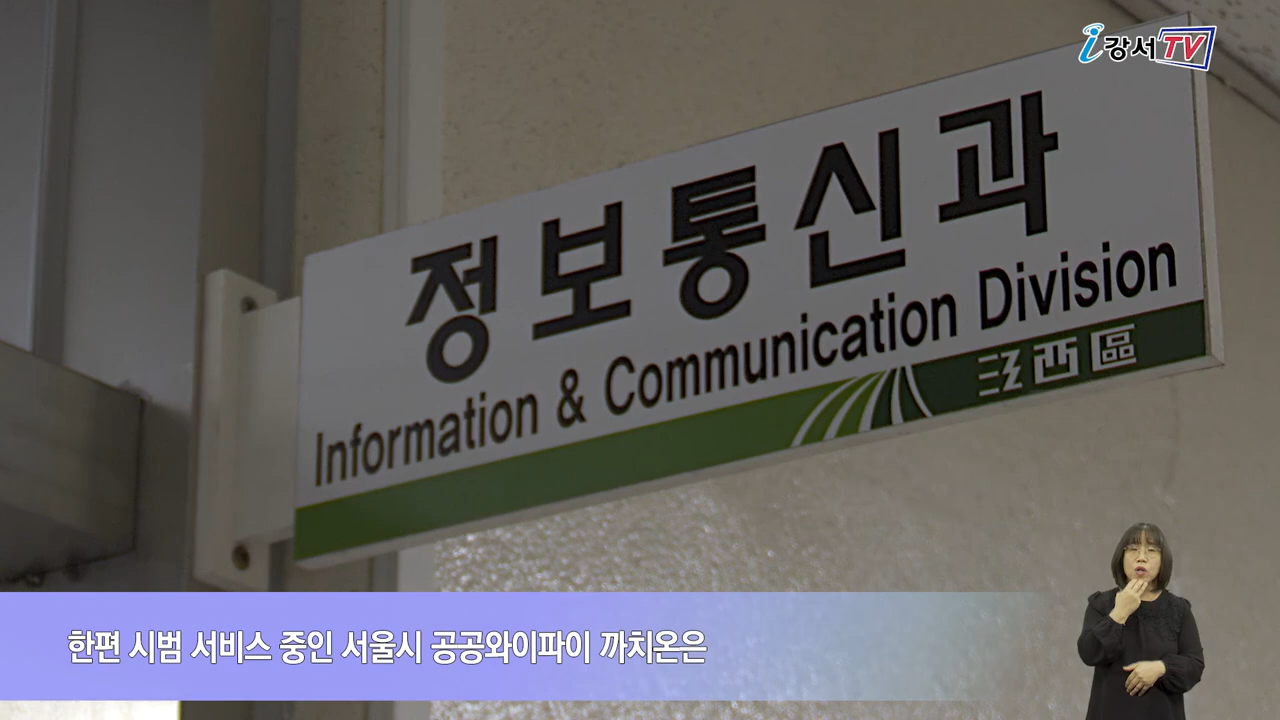 i강서TV
정보통신과
Information & Communication Division
江西區
한편 시범 서비스 중인 서울시 공공와이파이 까치온은